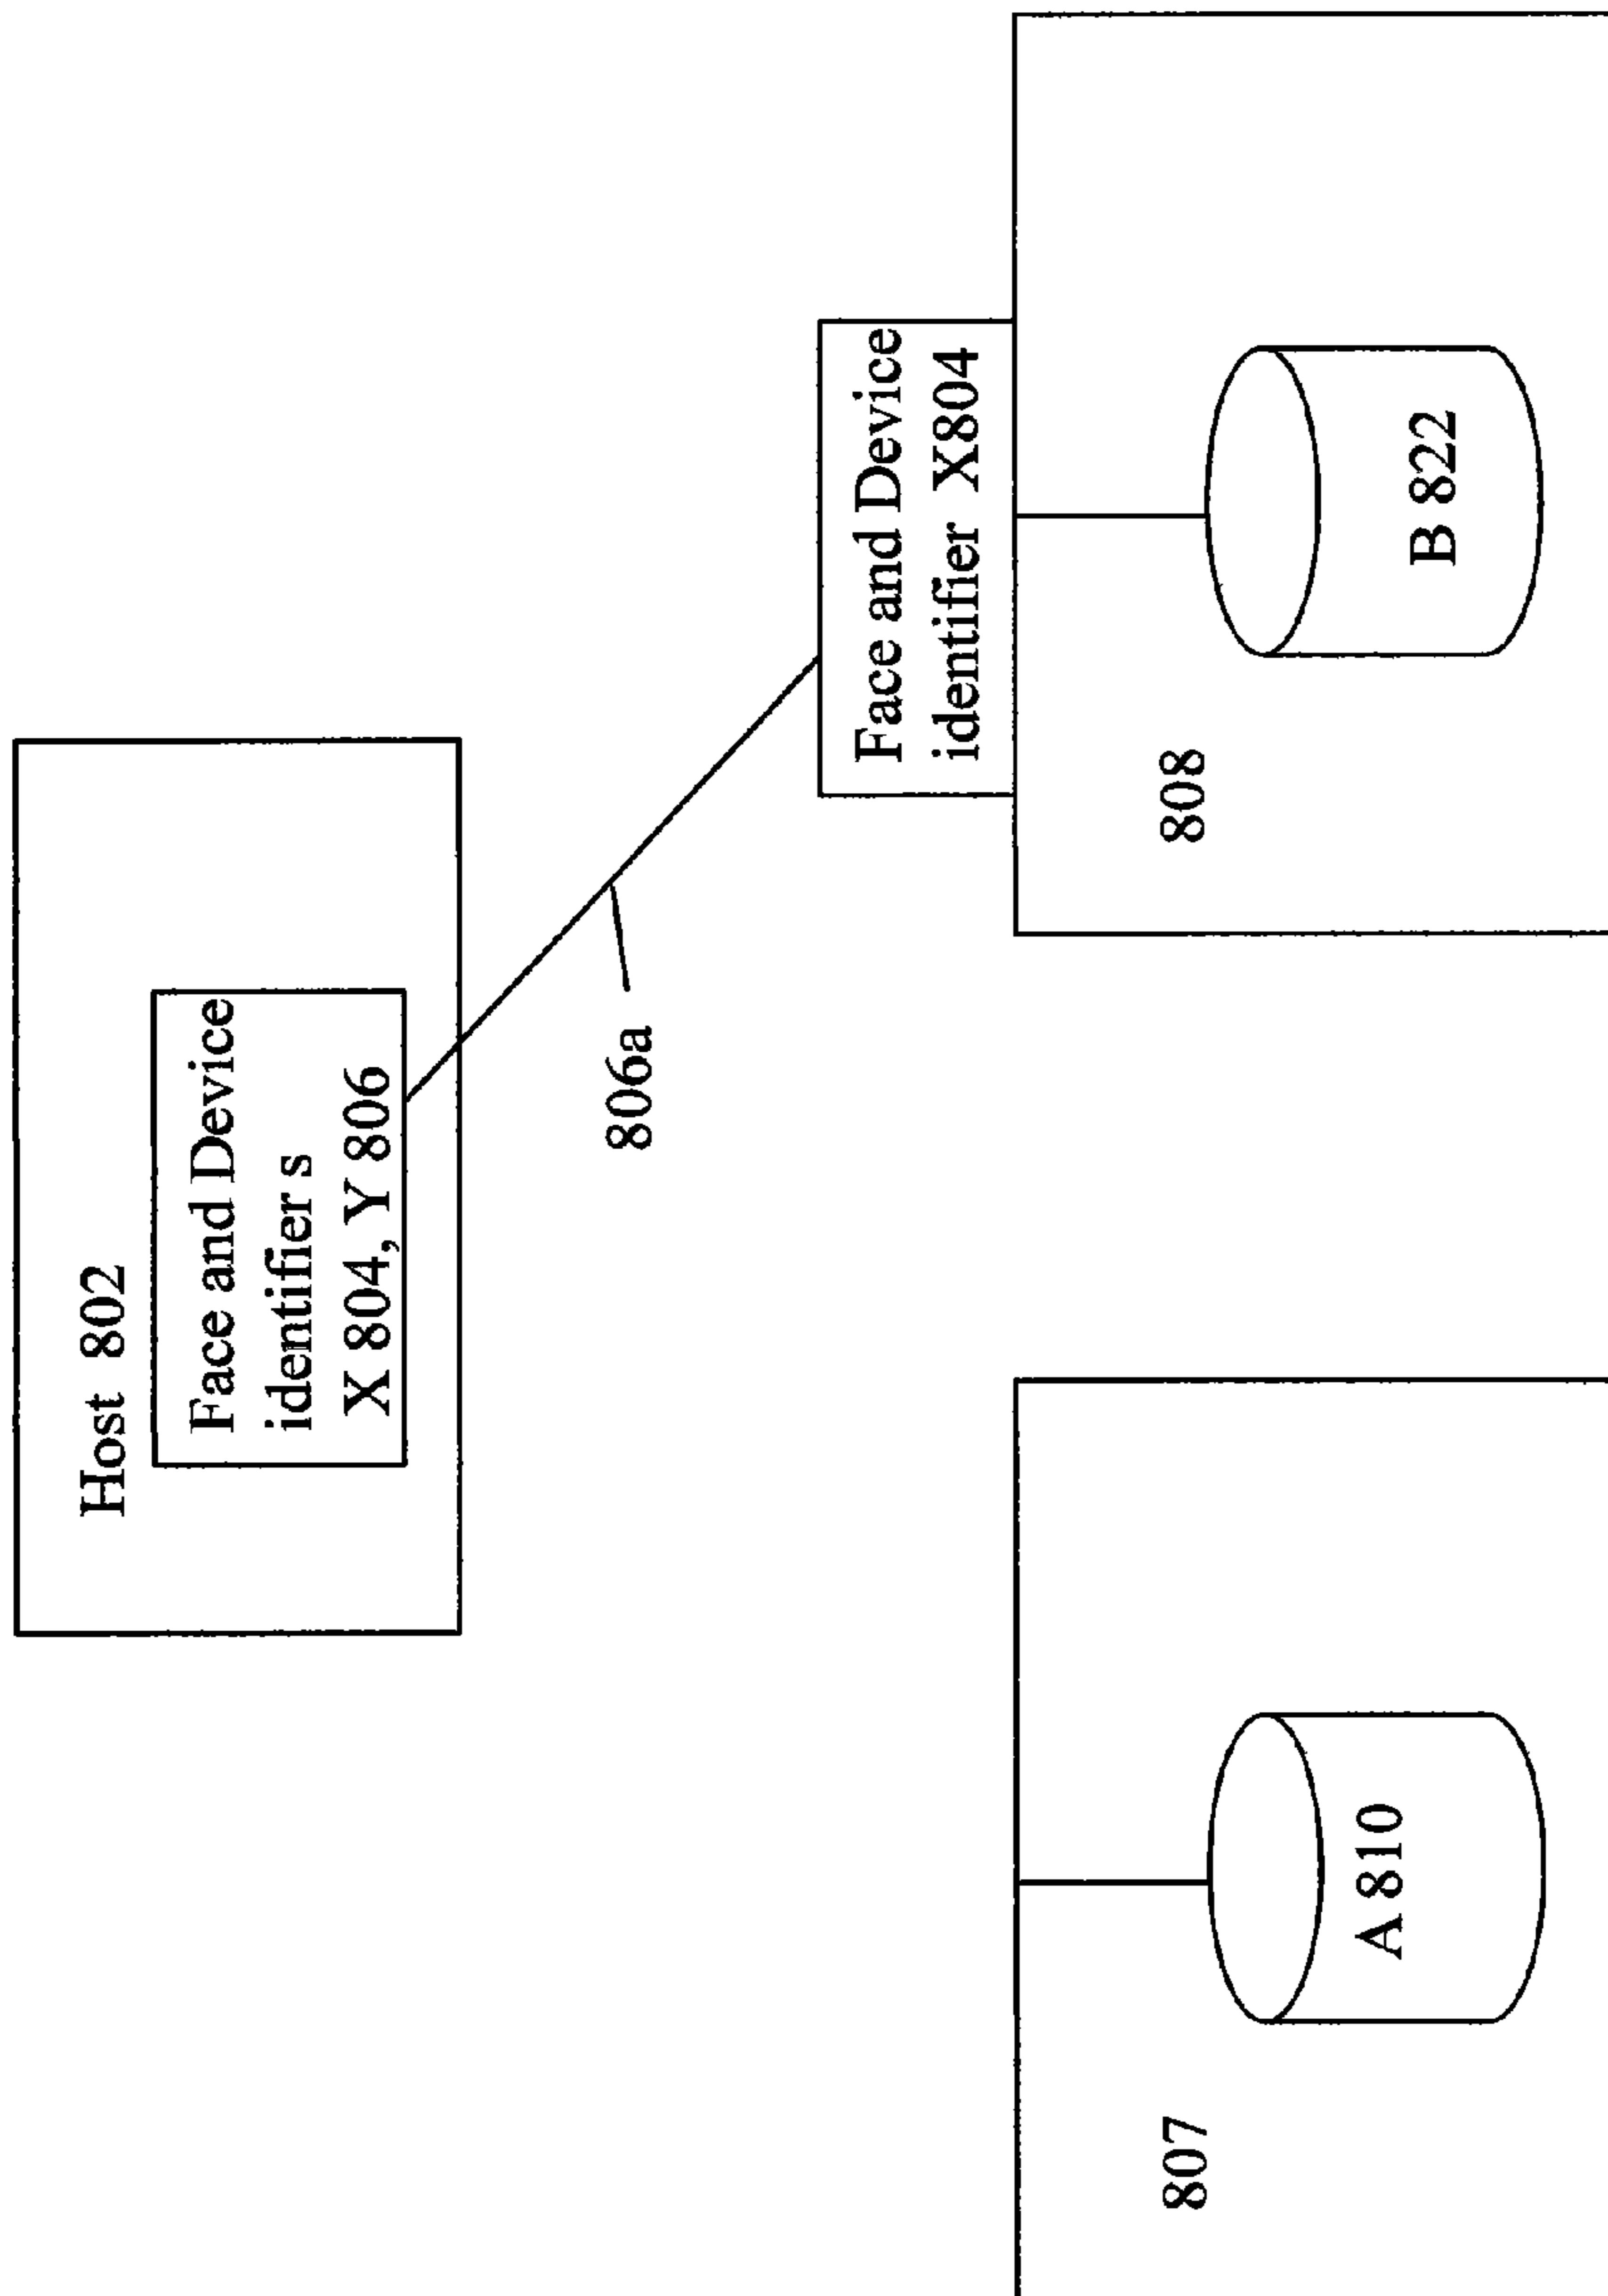 Host 802
Face and Device
identifier s
X 804, Y 806
806a
Face and Device
identifier X804
807
A 810
808
B 822